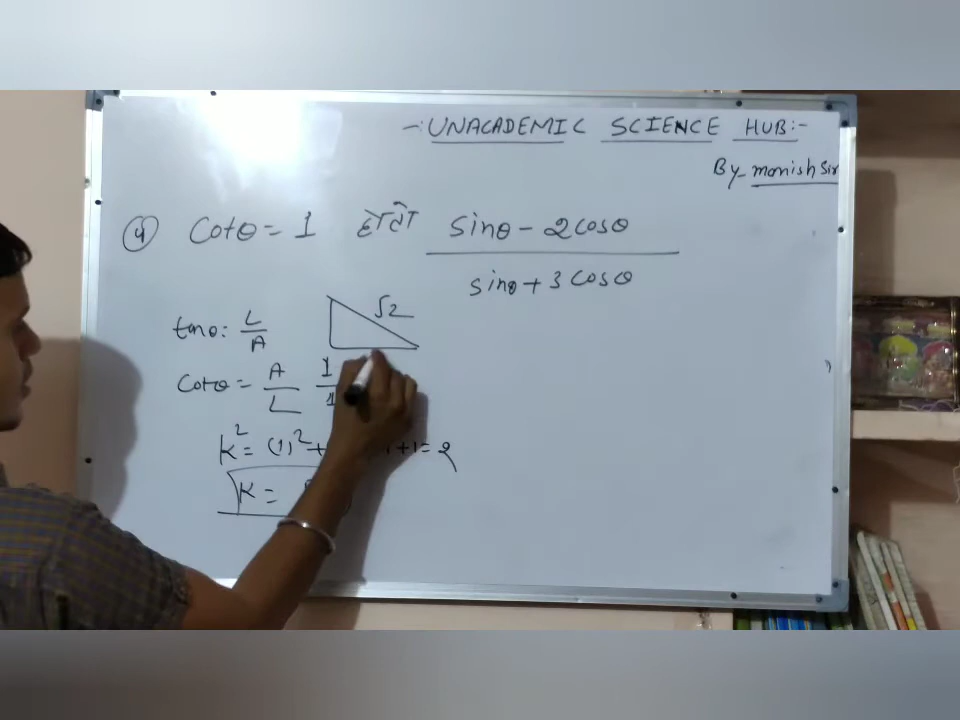 -: UNACADEMIC SCIENCE HUB:-
By- monish Sir
(4) Cotθ = 1 हो तो sinθ - 2cosθ / sinθ + 3cosθ
√2
tanθ: L/A
Cotθ = A/L 1/1
K² = (1)² + 1+1=2
K =